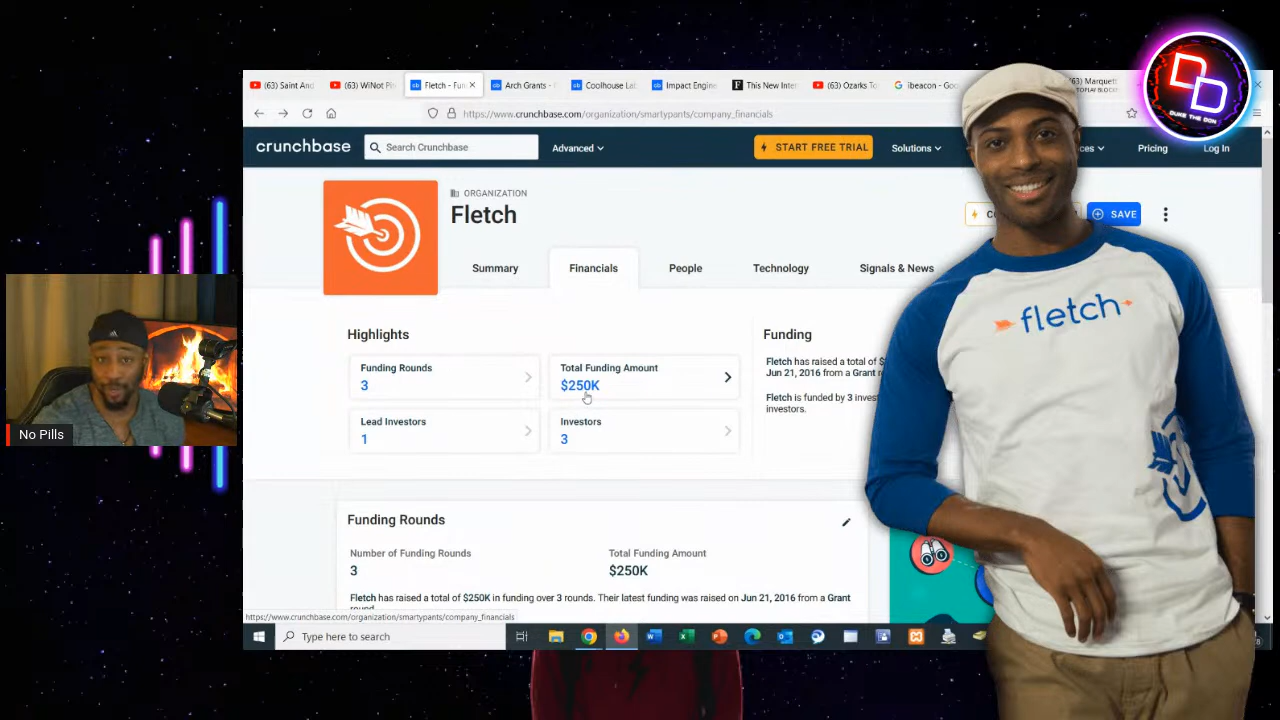 (63) Saint And
(63) WiNot Pi
Fletch - Fun
Arch Grants -
Coolhouse Lab
Impact Engine
This New Inter
(63) Ozarks To
ibeacon - Goo
(63) Marquett
https://www.crunchbase.com/organization/smartypants/company_financials
crunchbase
Search Crunchbase
Advanced
START FREE TRIAL
Solutions
ces
Pricing
Log In
DD
DUKE THE DON
ORGANIZATION
Fletch
SAVE
Summary
Financials
People
Technology
Signals & News
fletch
Highlights
Funding
Funding Rounds
3
Total Funding Amount
$250K
Lead Investors
1
Investors
3
Fletch has raised a total of $
Jun 21, 2016 from a Grant r
Fletch is funded by 3 invest
investors.
No Pills
Funding Rounds
Number of Funding Rounds
3
Total Funding Amount
$250K
Fletch has raised a total of $250K in funding over 3 rounds. Their latest funding was raised on Jun 21, 2016 from a Grant
round
https://www.crunchbase.com/organization/smartypants/company_financials
Type here to search